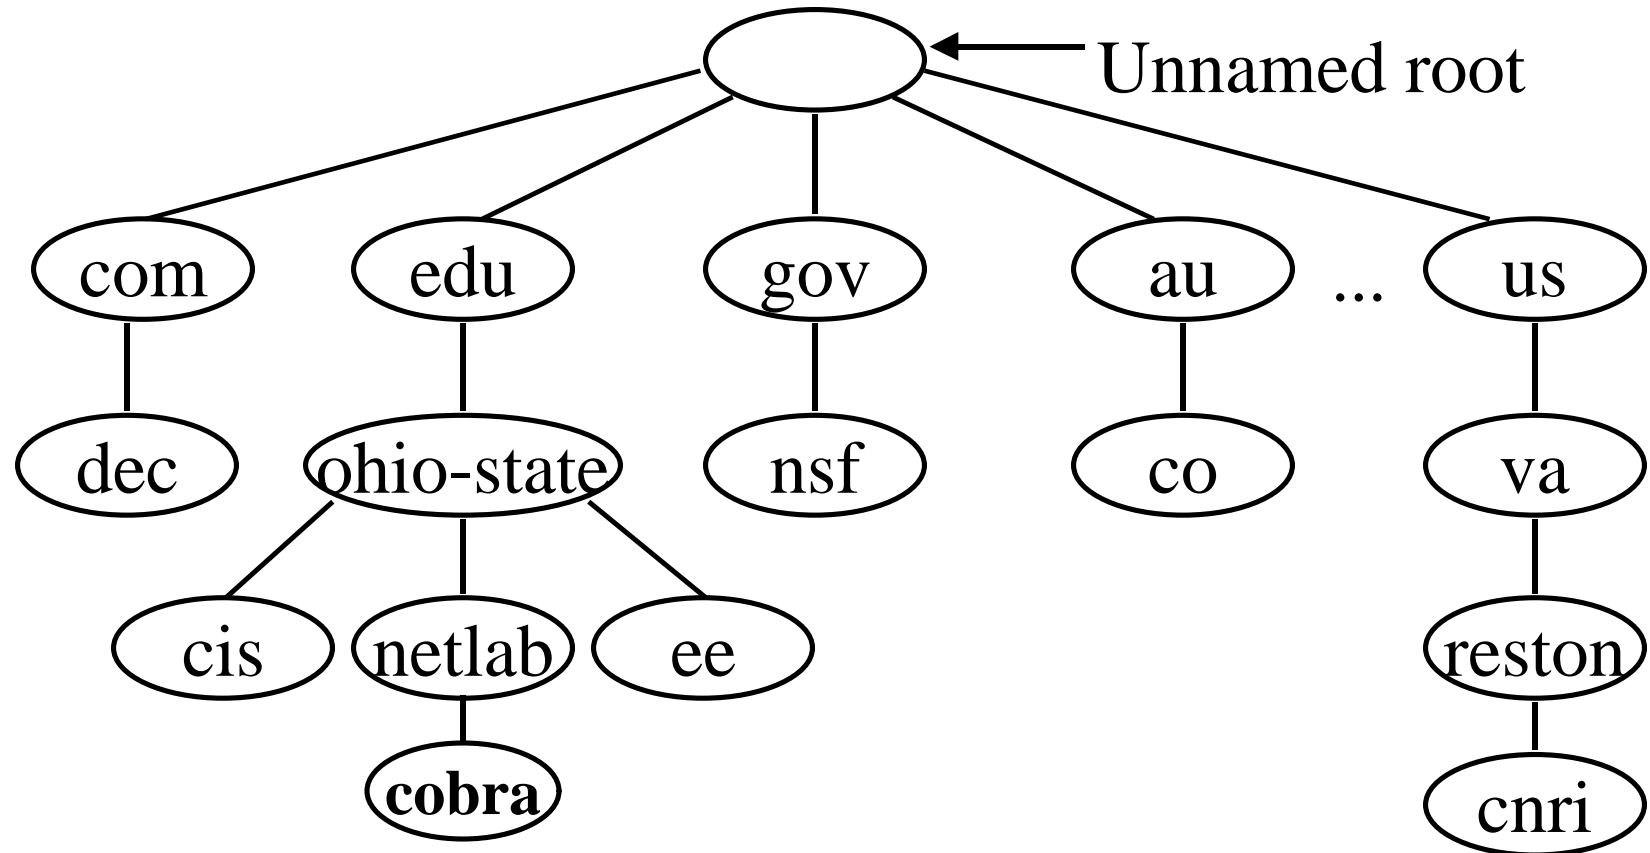 Unnamed root
com
edu
gov
au
...
us
dec
ohio-state
nsf
co
va
cis
netlab
ee
reston
cobra
cnri